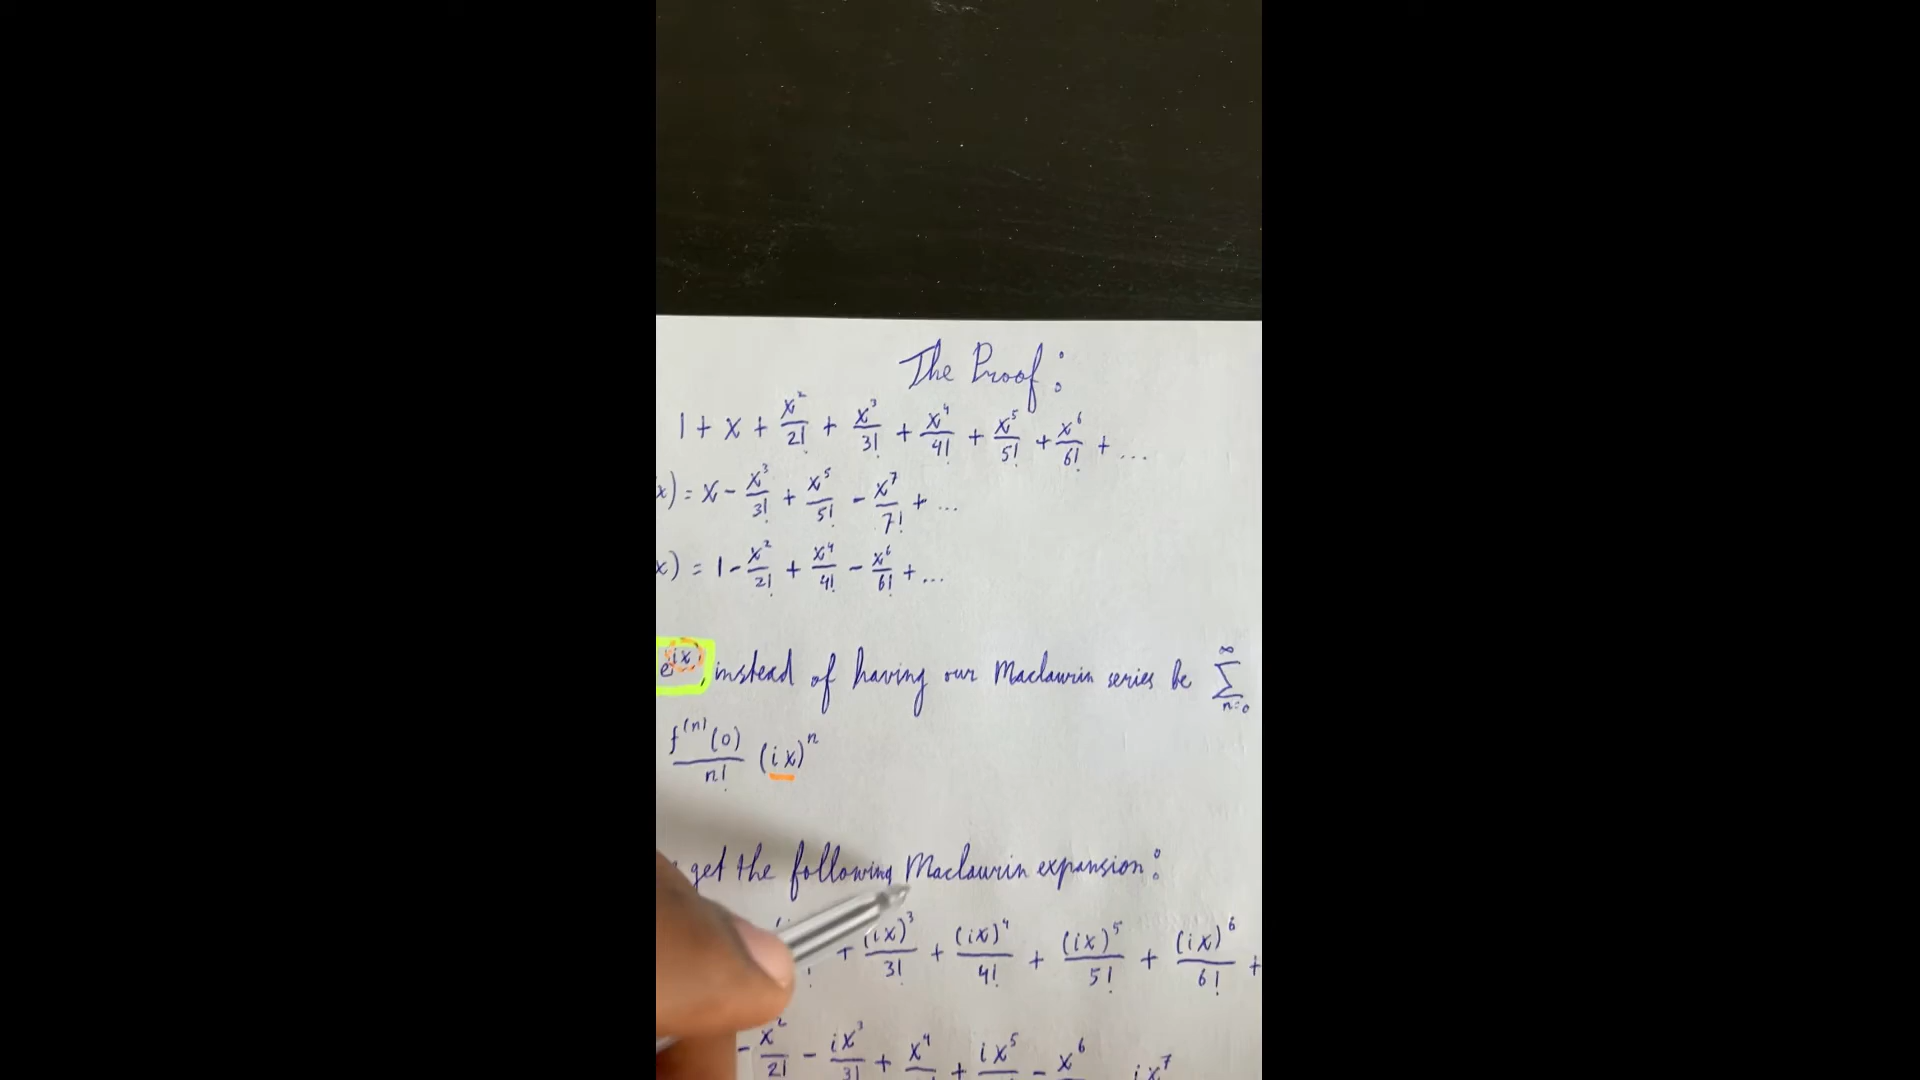 The Proof:
1 + x + x²/2! + x³/3! + x⁴/4! + x⁵/5! + x⁶/6! + ...
x) = x - x³/3! + x⁵/5! - x⁷/7! + ...
x) = 1 - x²/2! + x⁴/4! - x⁶/6! + ...
e^(ix), instead of having our Maclaurin series be ∑_{n=0}^∞
f⁽ⁿ⁾(0)/n! (ix)ⁿ
get the following Maclaurin expansion:
+ (ix)³/3! + (ix)⁴/4! + (ix)⁵/5! + (ix)⁶/6! +
- x²/2! - ix³/3! + x⁴ + ix⁵ - x⁶ ix⁷